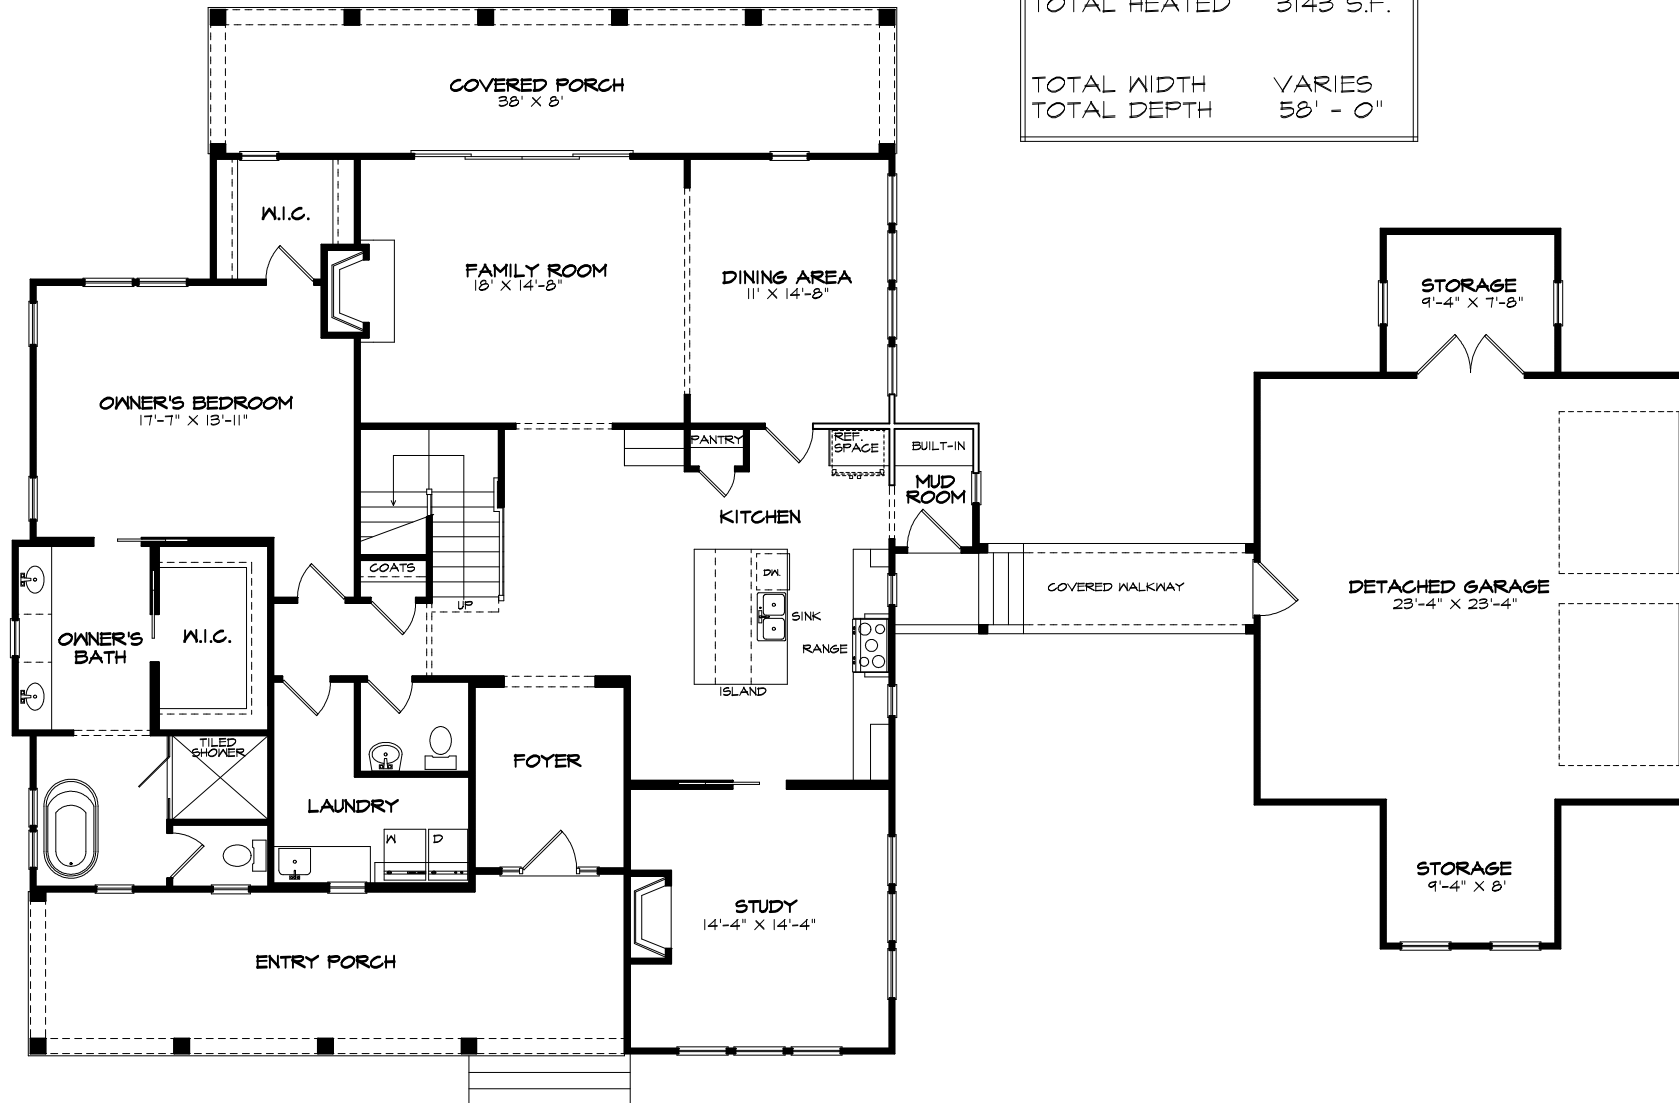 TOTAL HEATED 3143 S.F.
TOTAL WIDTH VARIES
TOTAL DEPTH 58' - 0"
COVERED PORCH
38' X 8'
W.I.C.
FAMILY ROOM
18' X 14'-8"
DINING AREA
11' X 14'-8"
STORAGE
9'-4" X 7'-8"
OWNER'S BEDROOM
17'-7" X 13'-11"
PANTRY
REF.
SPACE
BUILT-IN
MUD
ROOM
KITCHEN
COATS
UP
DW.
SINK
RANGE
ISLAND
COVERED WALKWAY
DETACHED GARAGE
23'-4" X 23'-4"
OWNER'S
BATH
W.I.C.
TILED
SHOWER
FOYER
LAUNDRY
W D
STORAGE
9'-4" X 8'
STUDY
14'-4" X 14'-4"
ENTRY PORCH